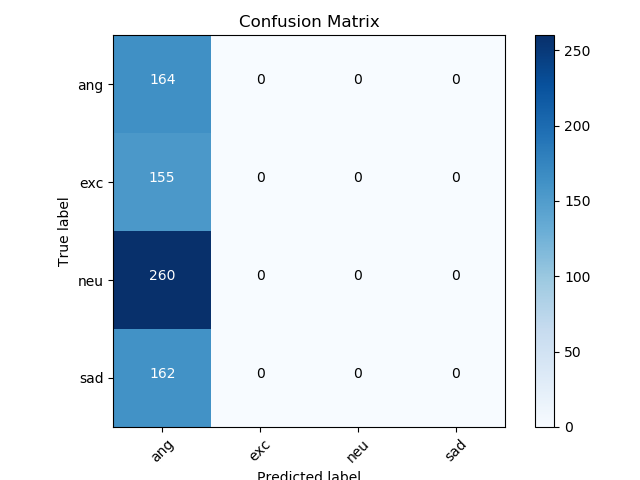 Confusion Matrix
ang 164 0 0 0
exc 155 0 0 0
neu 260 0 0 0
sad 162 0 0 0
ang exc neu sad
True label
Predicted label
250
200
150
100
50
0